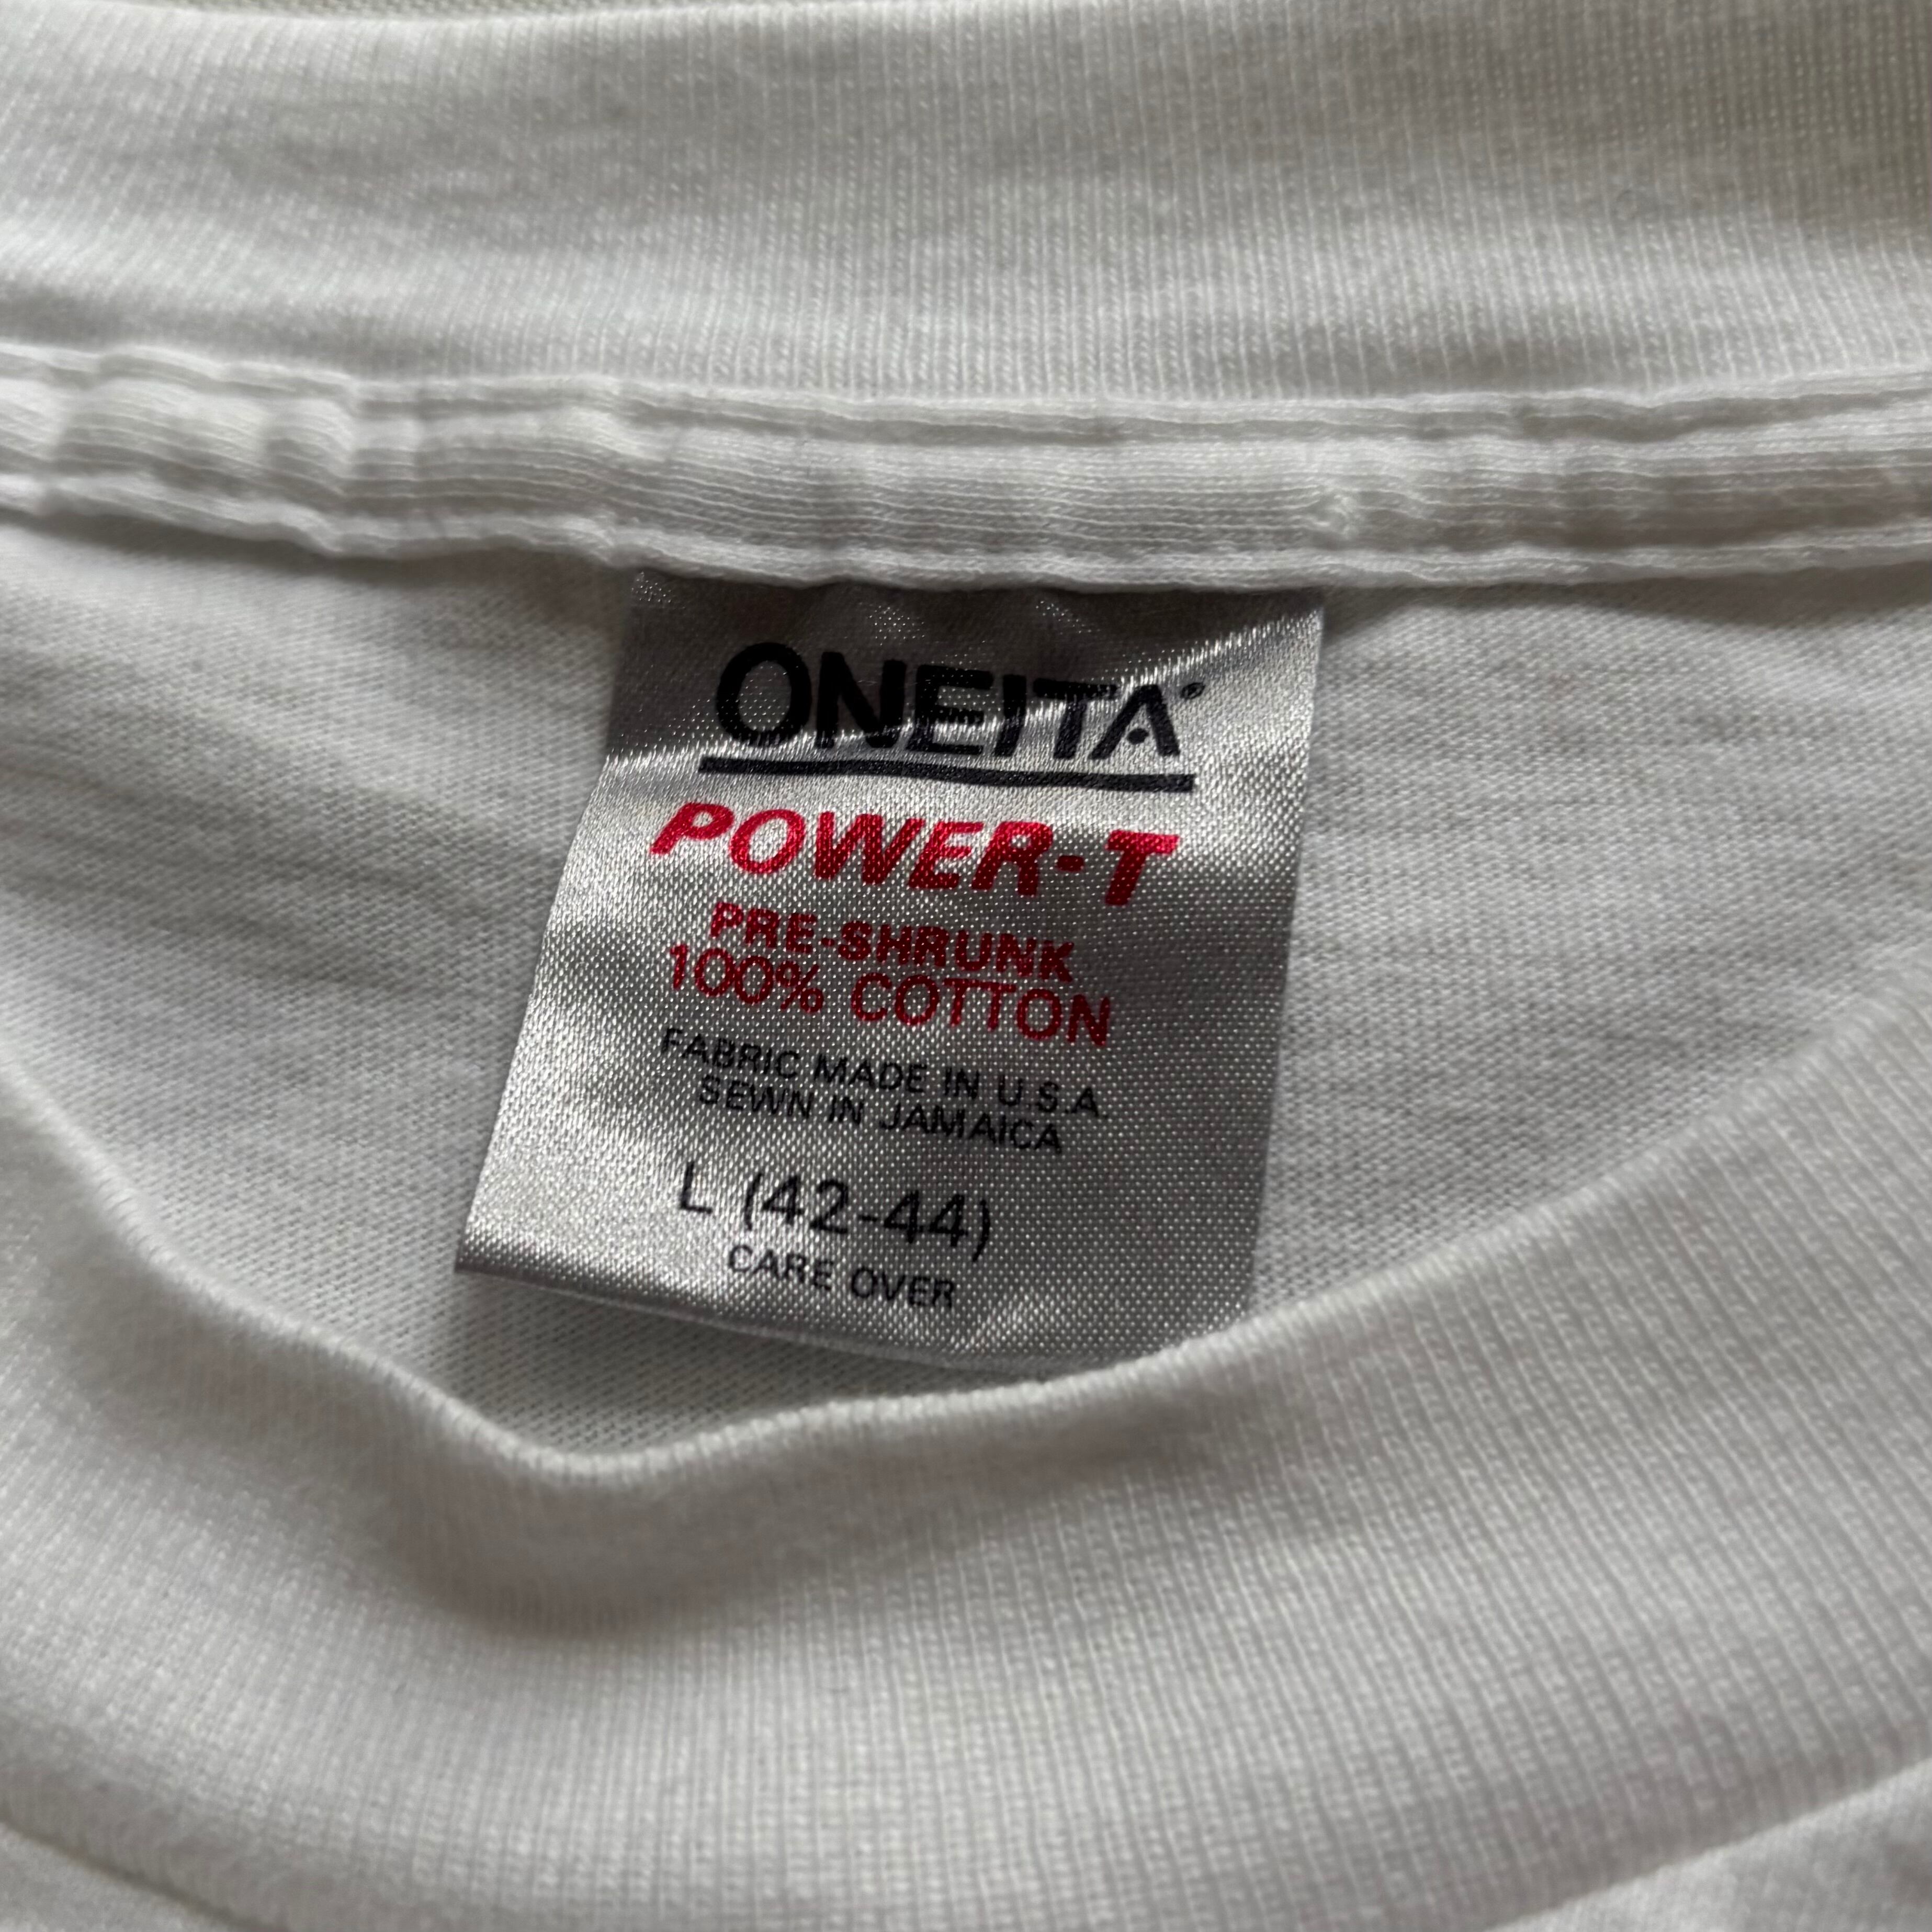 ONEITA
POWER-T
PRE-SHRUNK
100% COTTON
FABRIC MADE IN U.S.A.
SEWN IN JAMAICA
L (42-44)
CARE OVER